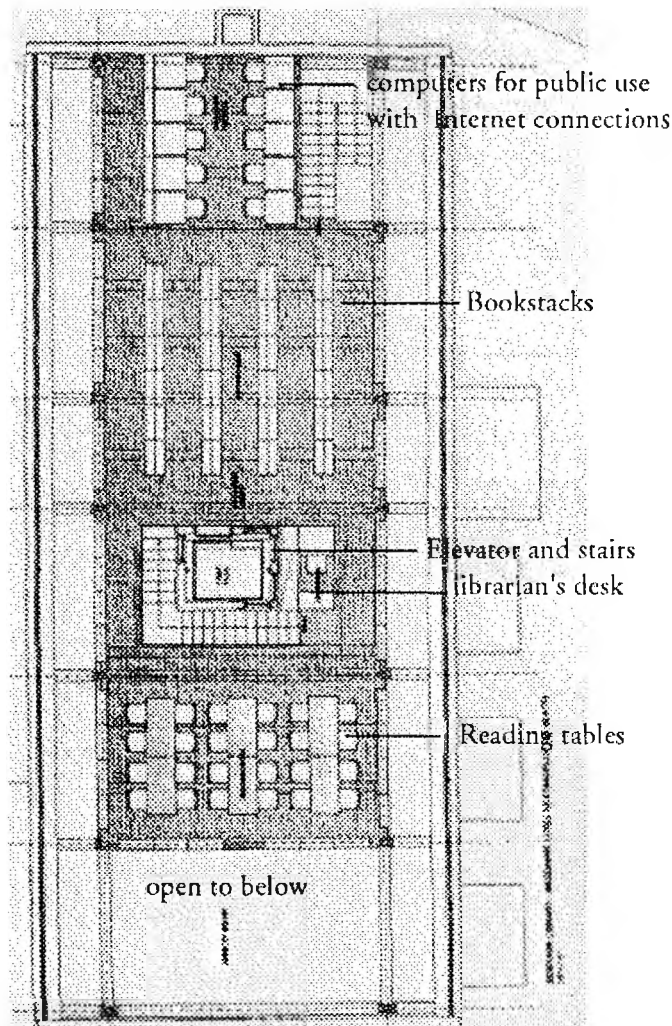 computers for public use
with Internet connections
Bookstacks
Elevator and stairs
librarian's desk
Reading tables
open to below